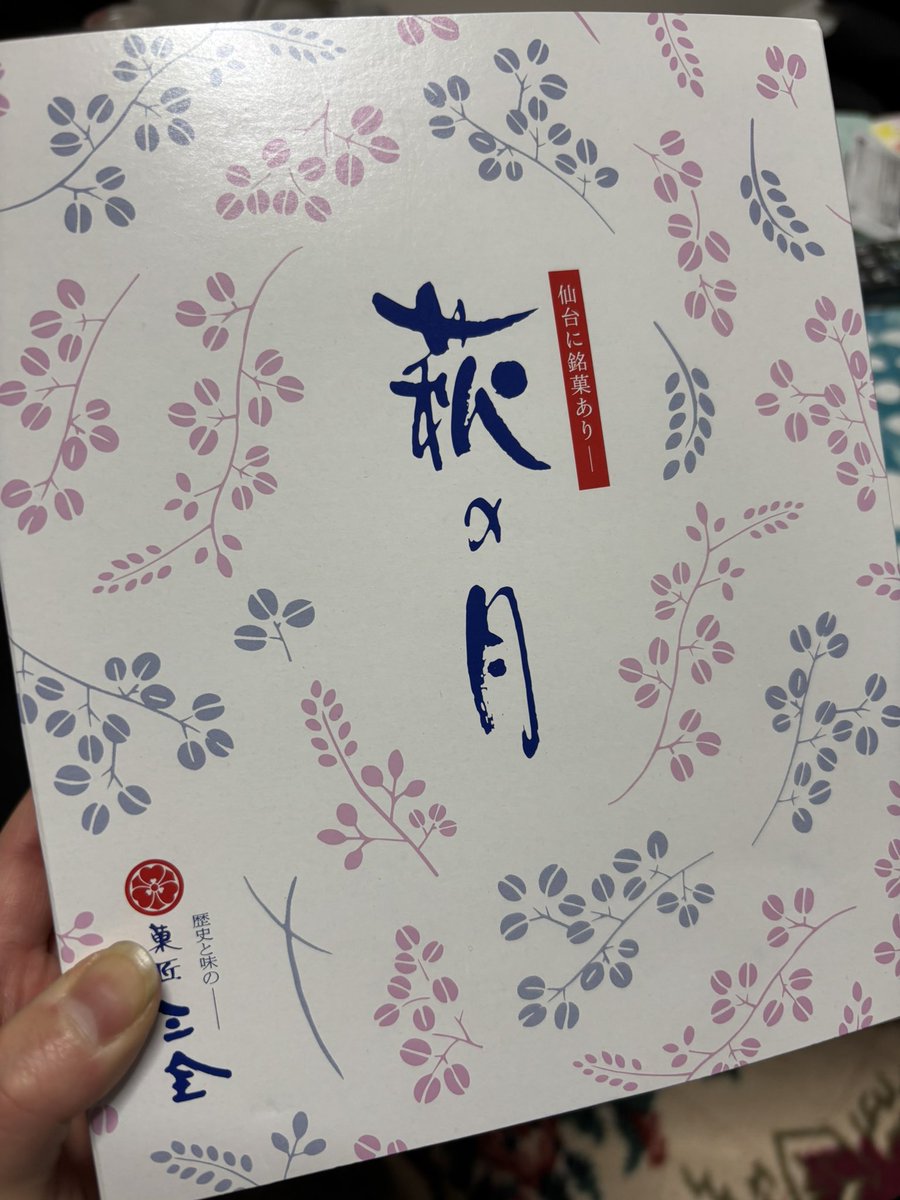 仙台に銘菓あり―
萩の月
歴史と味の―
菓匠三全